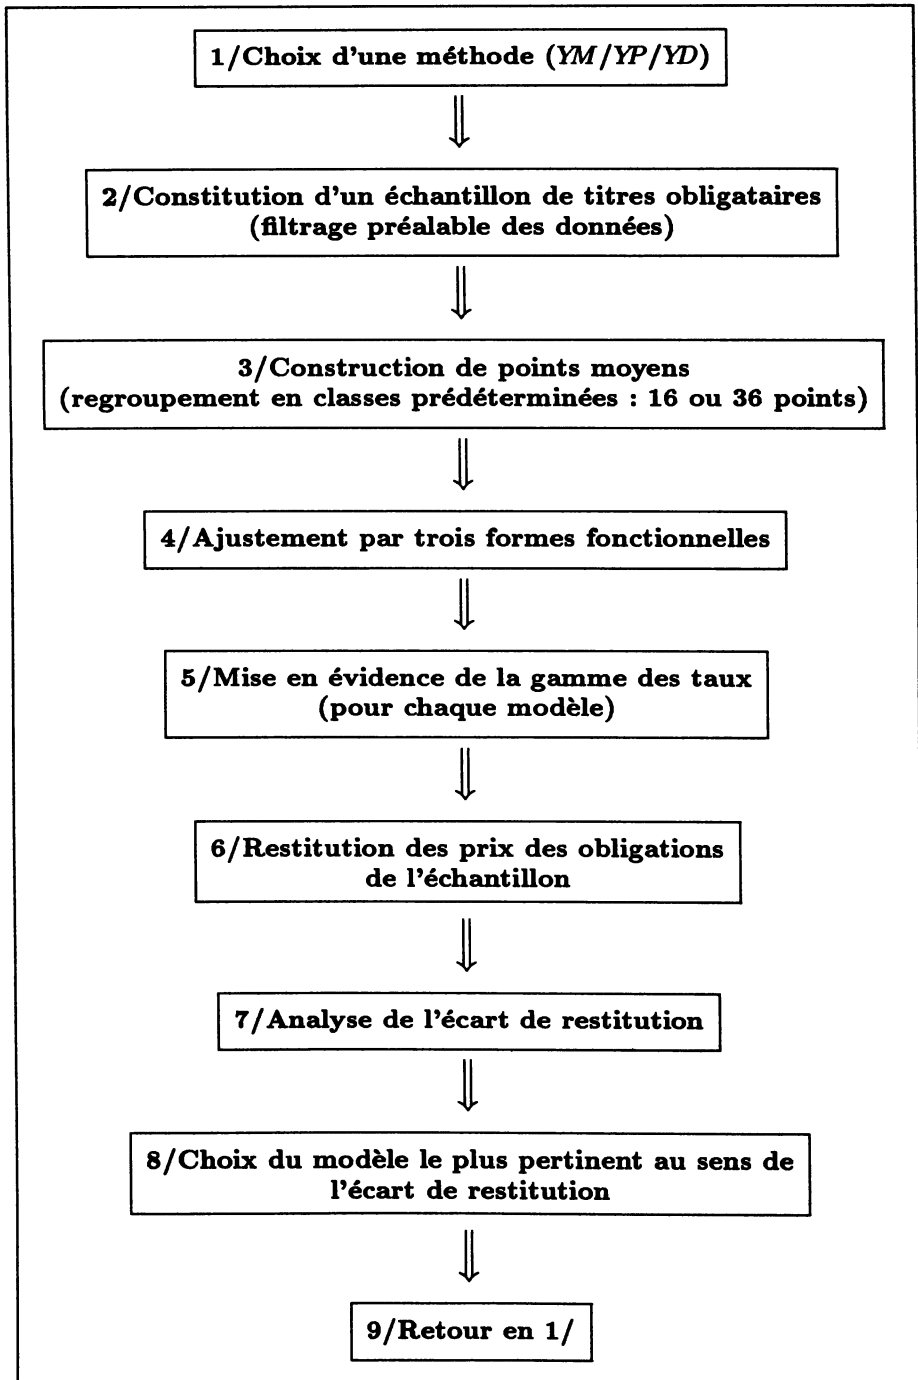 1/Choix d'une méthode (YM/YP/YD)
2/Constitution d'un échantillon de titres obligataires
(filtrage préalable des données)
3/Construction de points moyens
(regroupement en classes prédéterminées : 16 ou 36 points)
4/Ajustement par trois formes fonctionnelles
5/Mise en évidence de la gamme des taux
(pour chaque modèle)
6/Restitution des prix des obligations
de l'échantillon
7/Analyse de l'écart de restitution
8/Choix du modèle le plus pertinent au sens de
l'écart de restitution
9/Retour en 1/